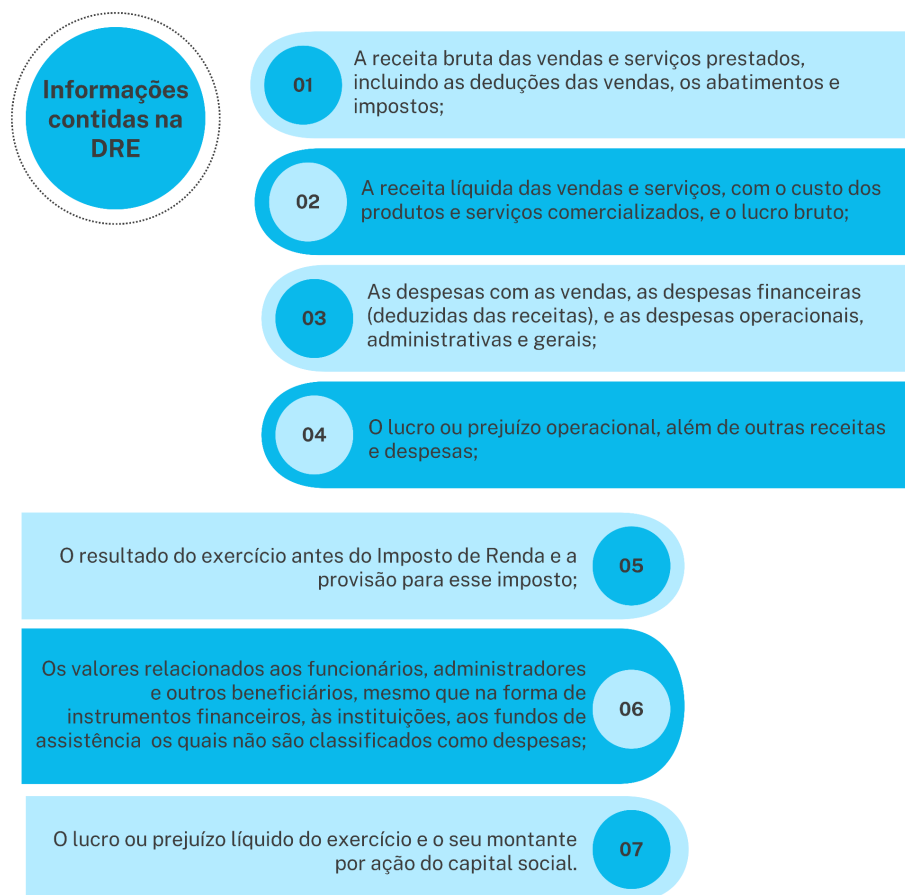 Informações
contidas na
DRE
01
A receita bruta das vendas e serviços prestados,
incluindo as deduções das vendas, os abatimentos e
impostos;
02
A receita líquida das vendas e serviços, com o custo dos
produtos e serviços comercializados, e o lucro bruto;
03
As despesas com as vendas, as despesas financeiras
(deduzidas das receitas), e as despesas operacionais,
administrativas e gerais;
04
O lucro ou prejuízo operacional, além de outras receitas
e despesas;
O resultado do exercício antes do Imposto de Renda e a
provisão para esse imposto;
05
Os valores relacionados aos funcionários, administradores
e outros beneficiários, mesmo que na forma de
instrumentos financeiros, às instituições, aos fundos de
assistência  os quais não são classificados como despesas;
06
O lucro ou prejuízo líquido do exercício e o seu montante
por ação do capital social.
07